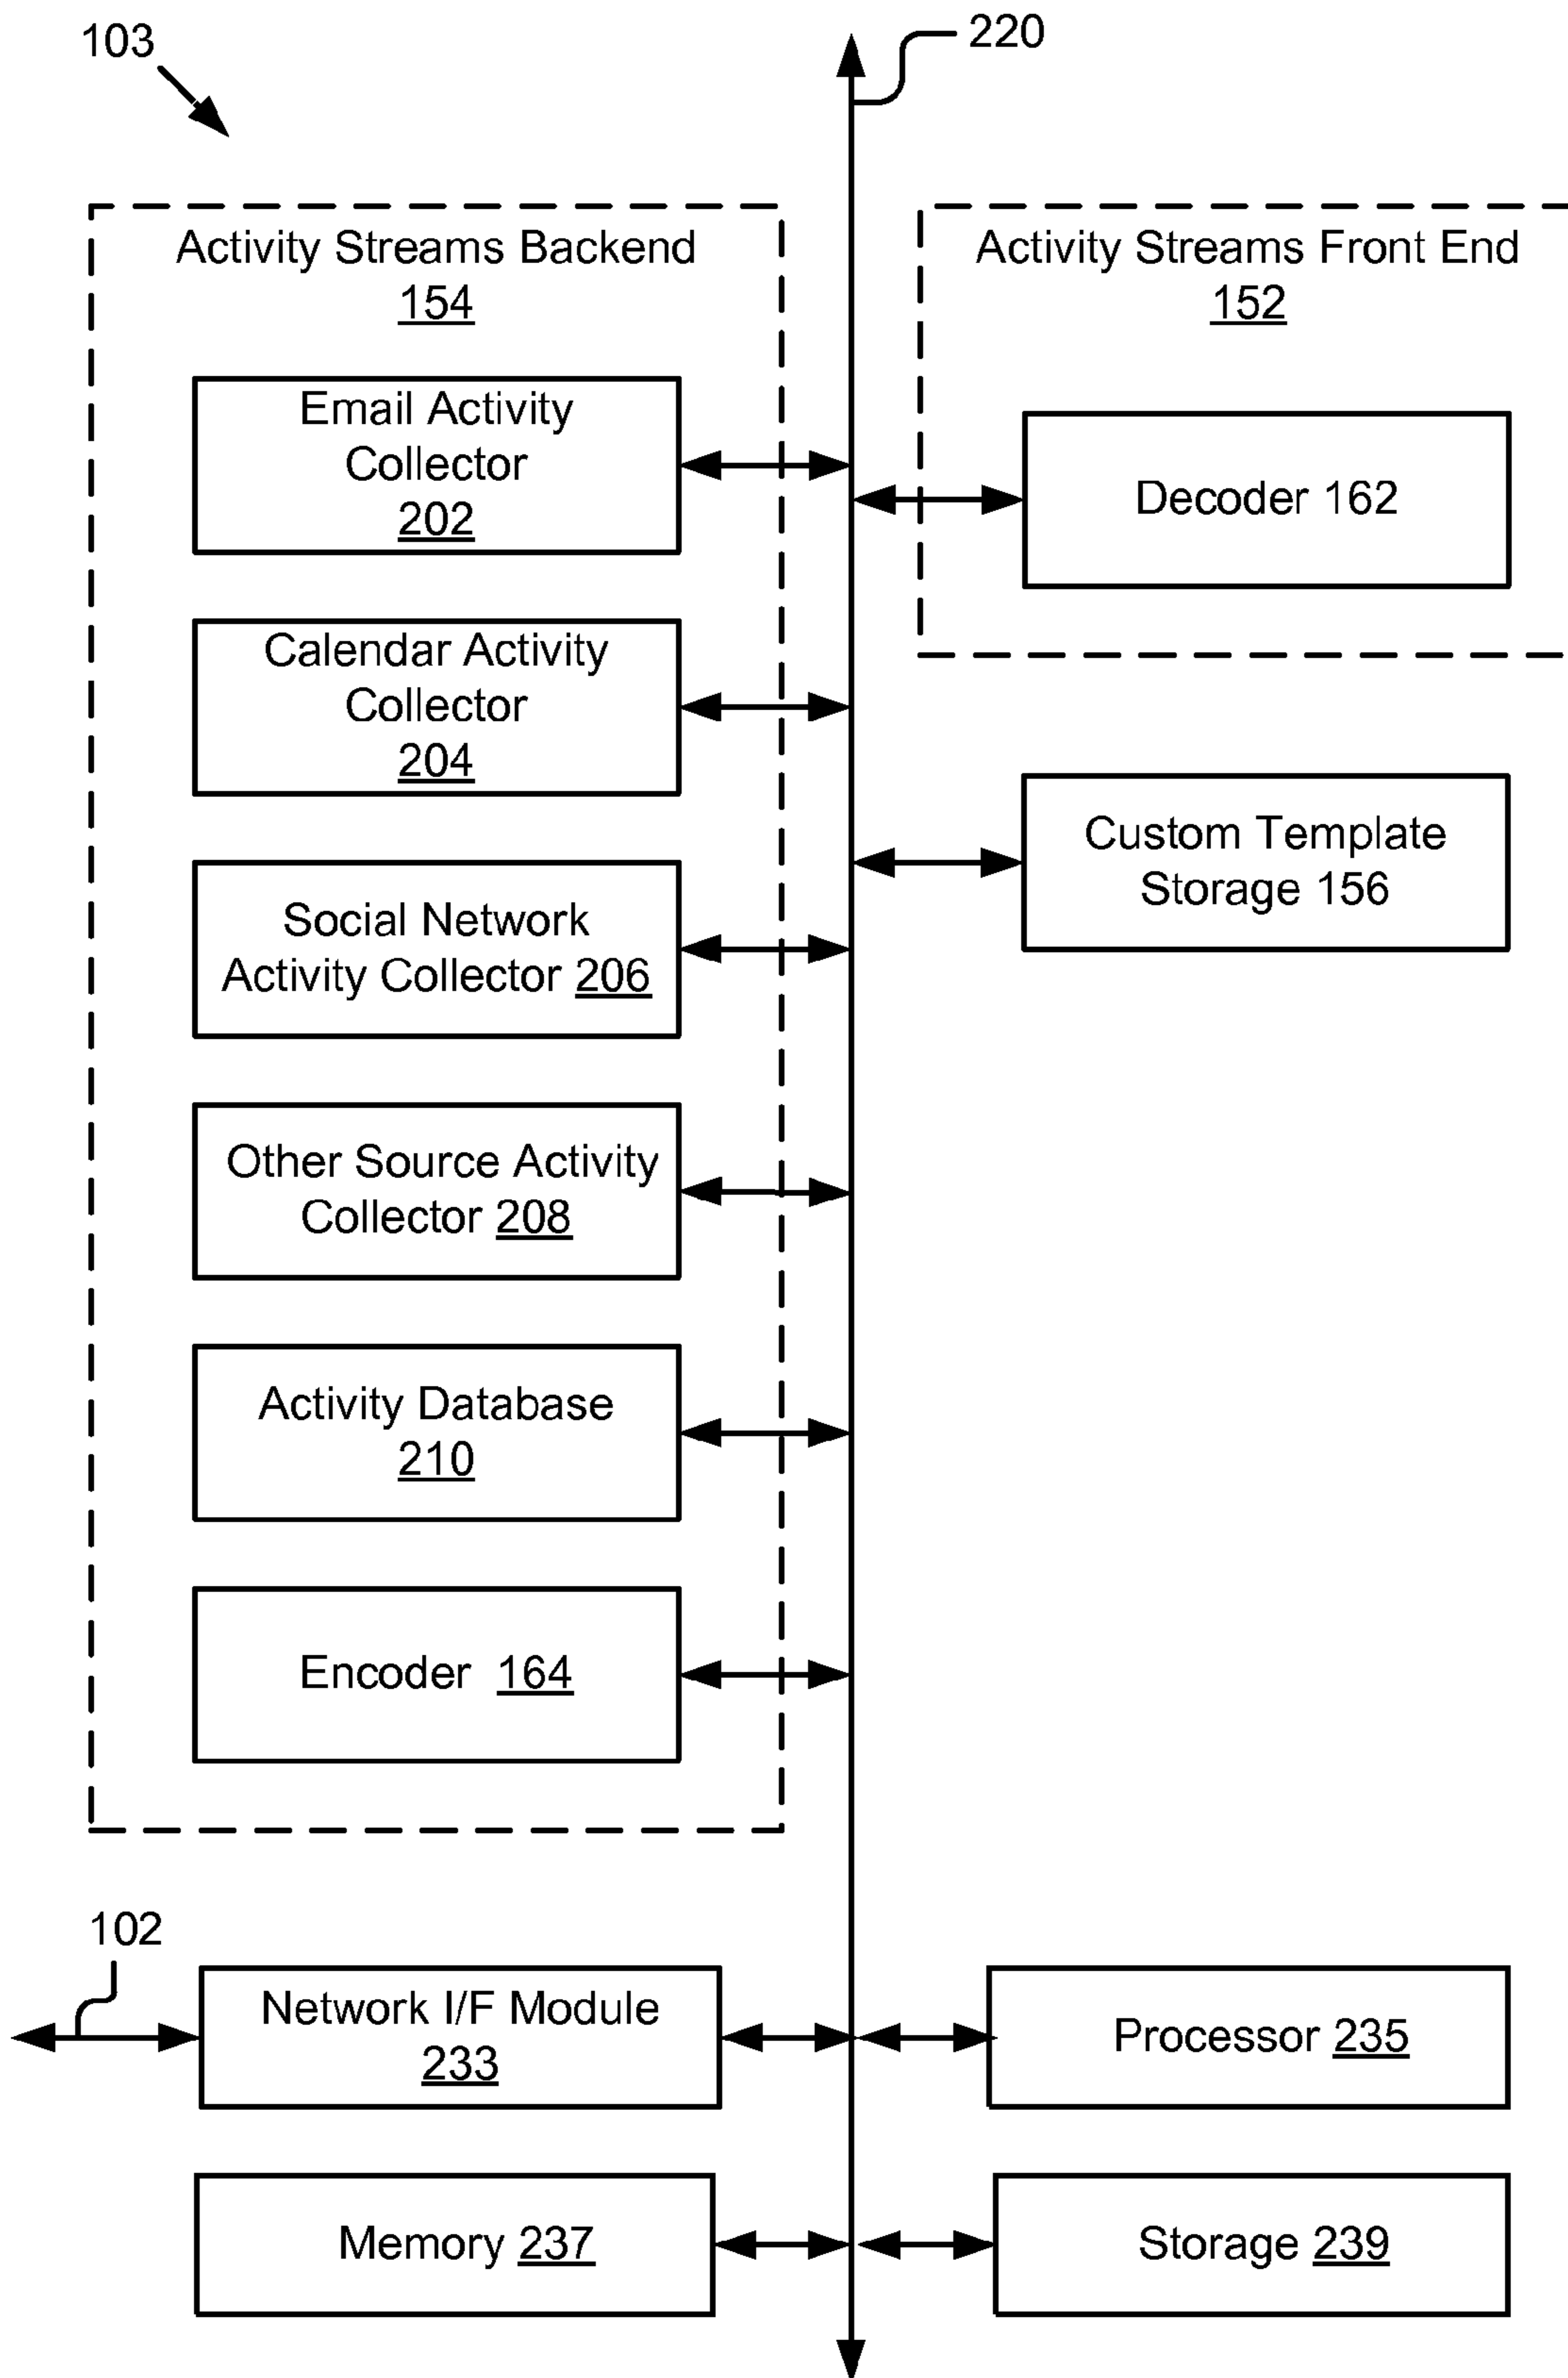 103
220
Activity Streams Backend
154
Activity Streams Front End
152
Email Activity
Collector
202
Decoder 162
Calendar Activity
Collector
204
Custom Template
Storage 156
Social Network
Activity Collector 206
Other Source Activity
Collector 208
Activity Database
210
Encoder 164
102
Network I/F Module
233
Processor 235
Memory 237
Storage 239